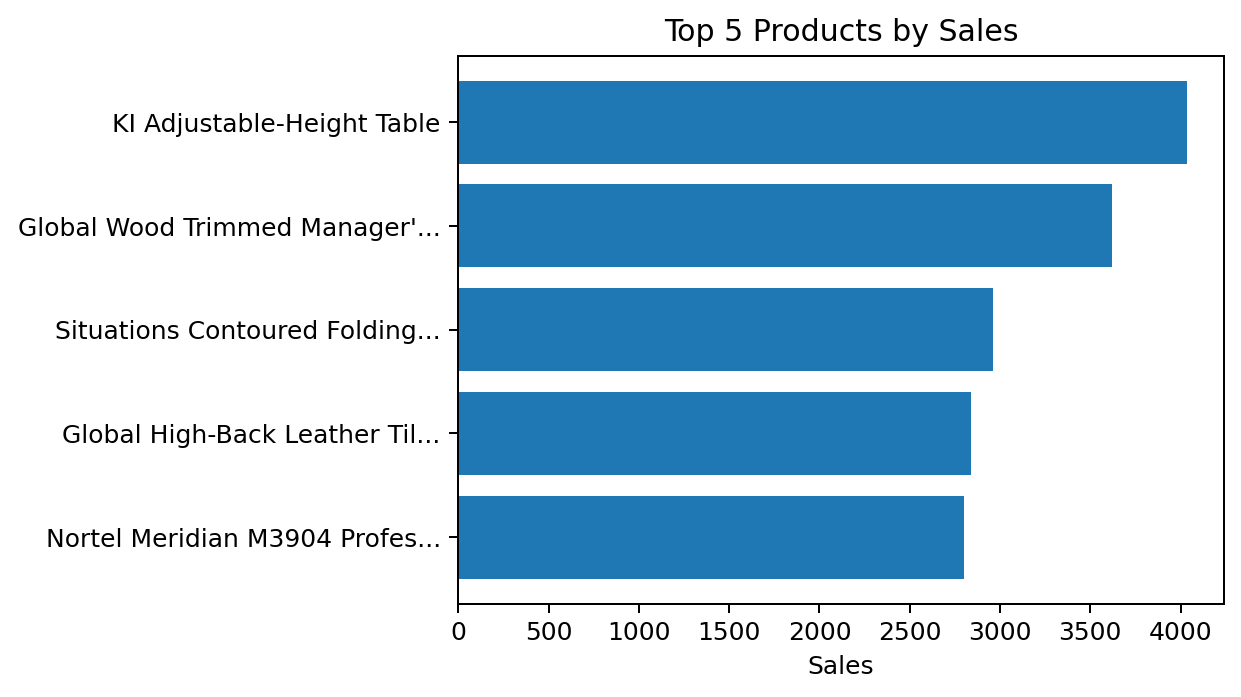 Top 5 Products by Sales
KI Adjustable-Height Table
Global Wood Trimmed Manager'...
Situations Contoured Folding...
Global High-Back Leather Til...
Nortel Meridian M3904 Profes...
0 500 1000 1500 2000 2500 3000 3500 4000
Sales